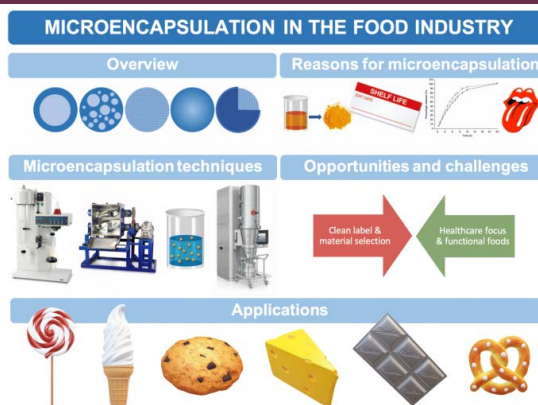 MICROENCAPSULATION IN THE FOOD INDUSTRY
Overview
Reasons for microencapsulation
SHELF LIFE
Microencapsulation techniques
Opportunities and challenges
Clean label &
material selection
Healthcare focus
& functional foods
Applications